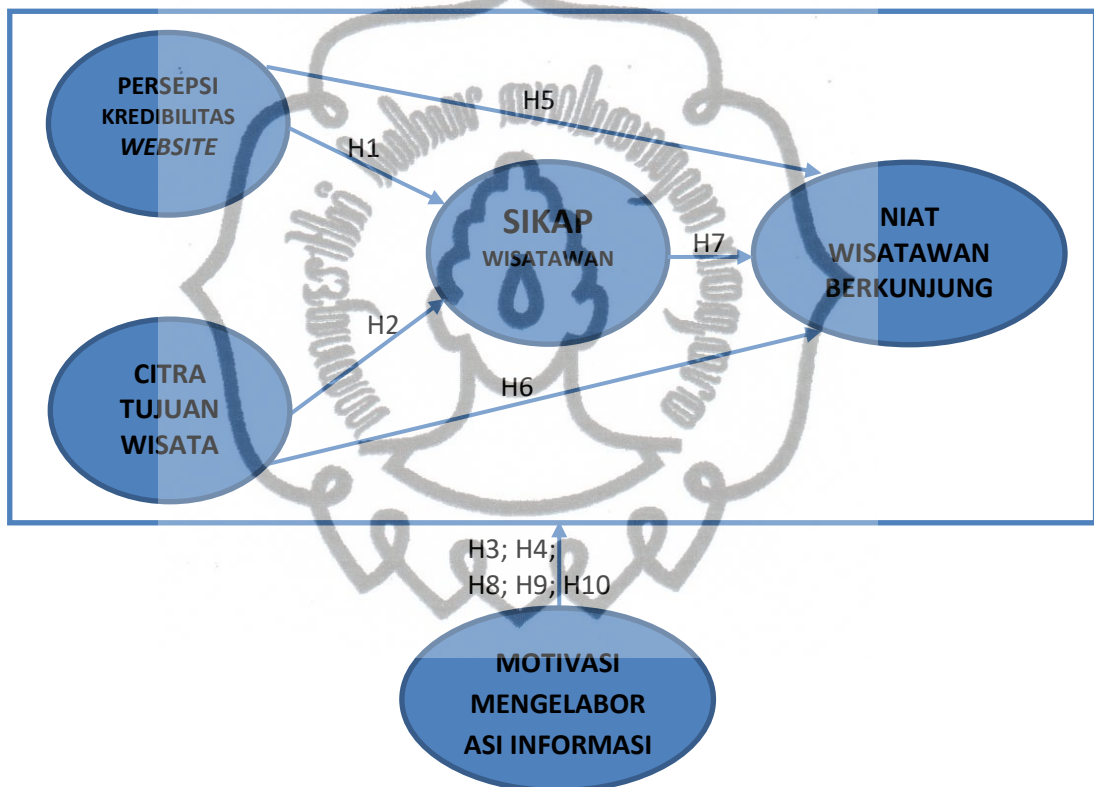 PERSEPSI
KREDIBILITAS
WEBSITE
H5
H1
SIKAP
WISATAWAN
NIAT
WISATAWAN
BERKUNJUNG
H7
H2
CITRA
TUJUAN
WISATA
H6
H3; H4;
H8; H9; H10
MOTIVASI
MENGELABOR
ASI INFORMASI